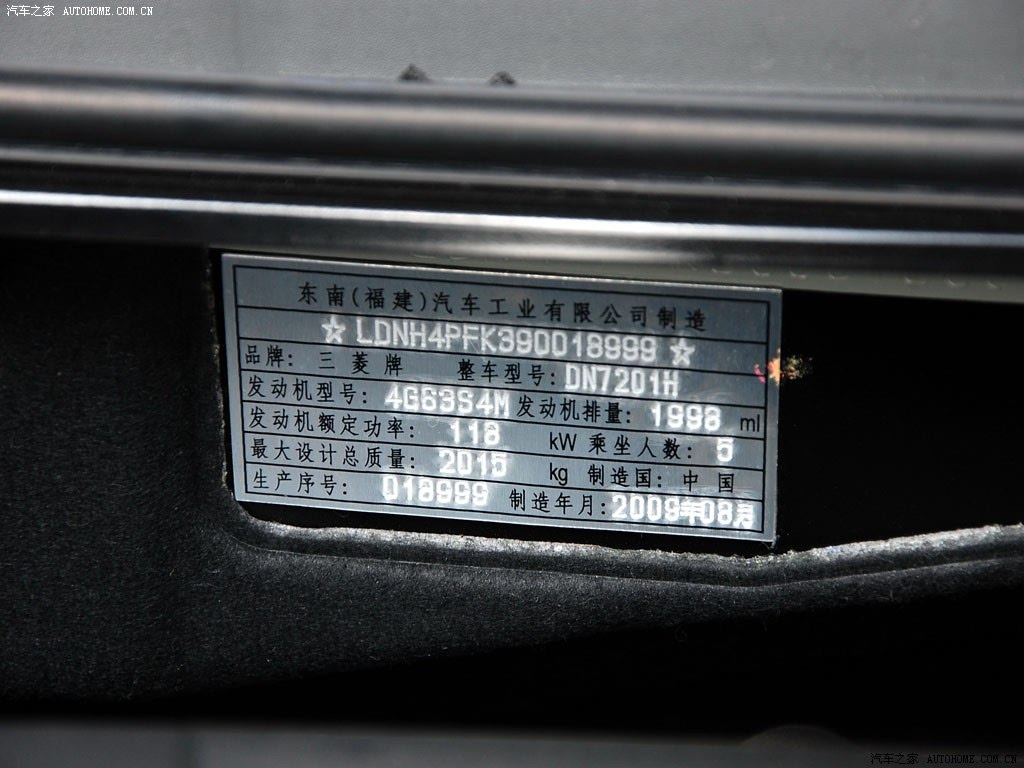 汽车之家 AUTOHOME.COM.CN
东南(福建)汽车工业有限公司制造
☆ LDNH4PFK390018999 ☆
品牌: 三菱牌 整车型号: DN7201H
发动机型号: 4G63S4M 发动机排量: 1998 ml
发动机额定功率: 118 kW 乘坐人数: 5
最大设计总质量: 2015 kg 制造国: 中国
生产序号: 018999 制造年月: 2009年08月
汽车之家 AUTOHOME.COM.CN